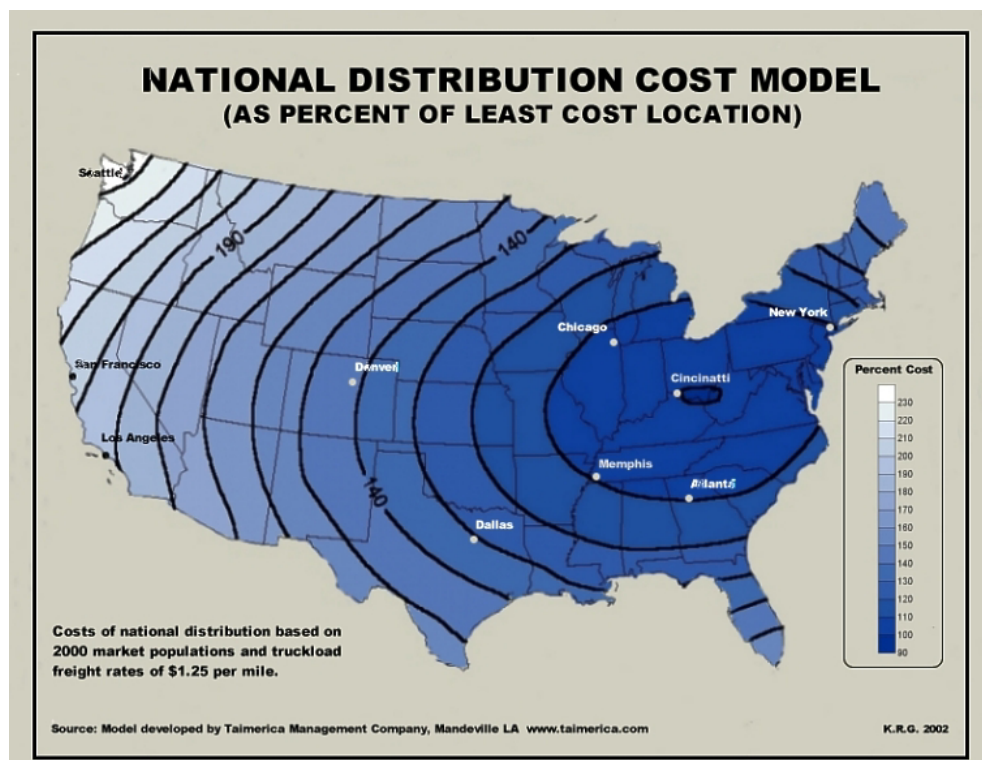 NATIONAL DISTRIBUTION COST MODEL
(AS PERCENT OF LEAST COST LOCATION)
Seattle
190
140
New York
Chicago
San Francisco
Denver
Cincinatti
Percent Cost
230
220
210
200
190
180
170
160
150
140
130
120
110
100
90
Los Angeles
Memphis
140
Atlanta
Dallas
Costs of national distribution based on
2000 market populations and truckload
freight rates of $1.25 per mile.
Source: Model developed by Taimerica Management Company, Mandeville LA www.taimerica.com
K.R.G. 2002